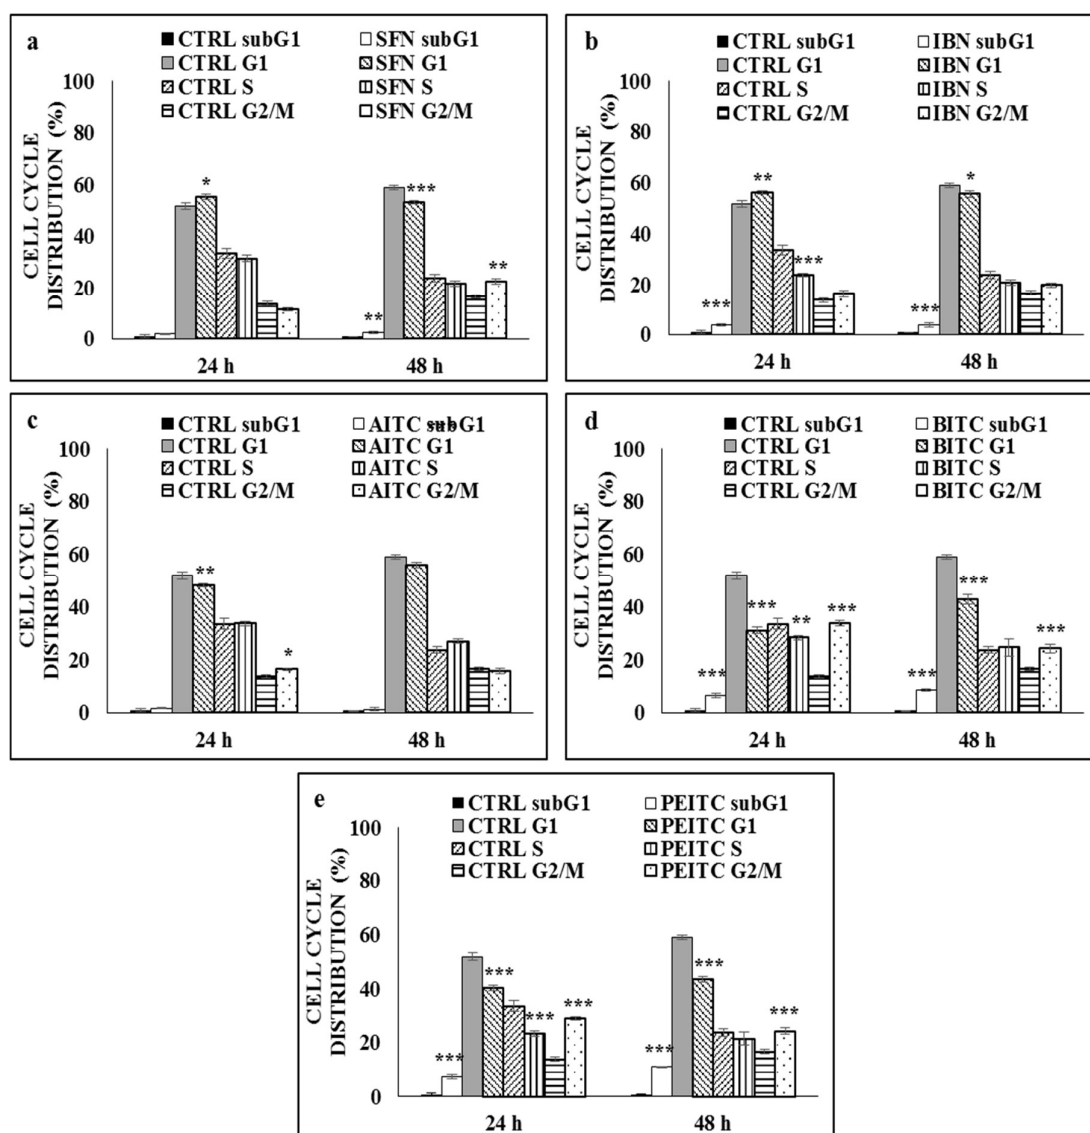 a
CTRL subG1 SFN subG1
CTRL G1 SFN G1
CTRL S SFN S
CTRL G2/M SFN G2/M
CELL CYCLE
DISTRIBUTION (%)
100
80
60
40
20
0
* *** ** **
24 h 48 h
b
CTRL subG1 IBN subG1
CTRL G1 IBN G1
CTRL S IBN S
CTRL G2/M IBN G2/M
CELL CYCLE
DISTRIBUTION (%)
100
80
60
40
20
0
*** ** *** *** *
24 h 48 h
c
CTRL subG1 AITC subG1
CTRL G1 AITC G1
CTRL S AITC S
CTRL G2/M AITC G2/M
CELL CYCLE
DISTRIBUTION (%)
100
80
60
40
20
0
** *
24 h 48 h
d
CTRL subG1 BITC subG1
CTRL G1 BITC G1
CTRL S BITC S
CTRL G2/M BITC G2/M
CELL CYCLE
DISTRIBUTION (%)
100
80
60
40
20
0
*** *** ** *** *** *** ***
24 h 48 h
e
CTRL subG1 PEITC subG1
CTRL G1 PEITC G1
CTRL S PEITC S
CTRL G2/M PEITC G2/M
CELL CYCLE
DISTRIBUTION (%)
100
80
60
40
20
0
*** *** *** *** *** *** ***
24 h 48 h